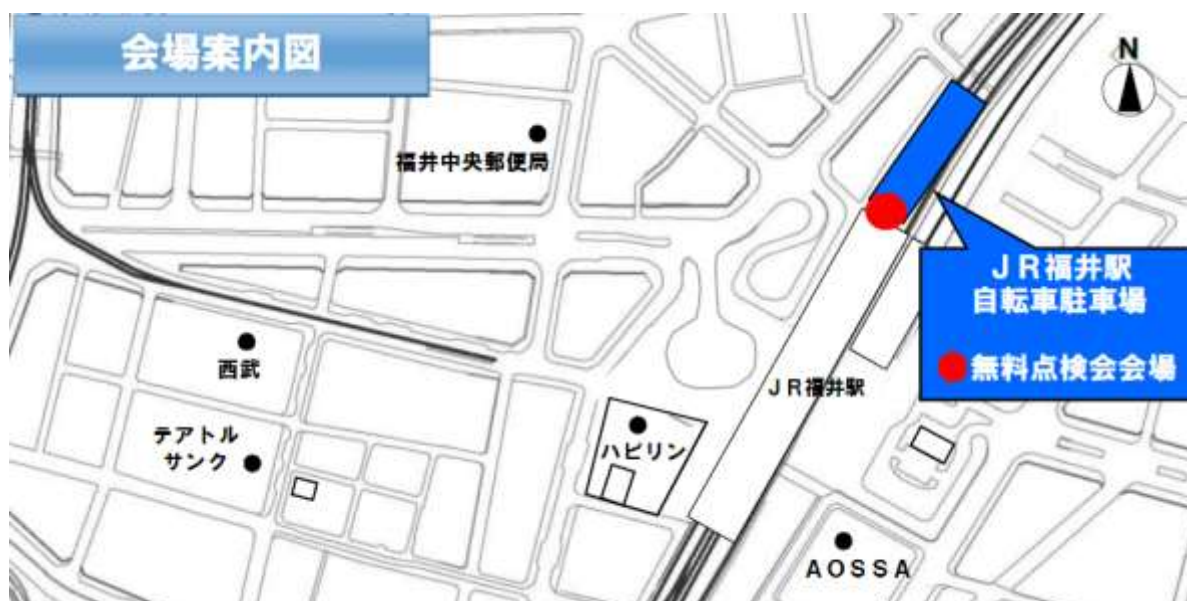 会場案内図
N
福井中央郵便局
JR福井駅
自転車駐車場
●無料点検会会場
西武
JR福井駅
テアトル
サンク
ハピリン
AOSSA